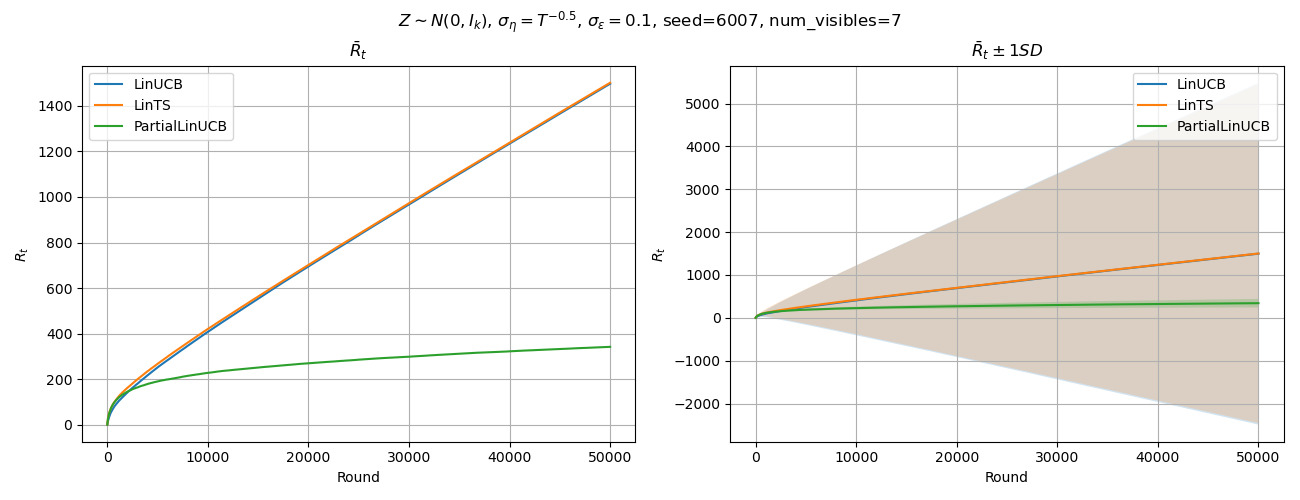 Z ∼ N(0, I_k), σ_η = T^{−0.5}, σ_ε = 0.1, seed=6007, num_visibles=7
R̄_t
1400
1200
1000
800
600
400
200
0
R_t
LinUCB
LinTS
PartialLinUCB
0 10000 20000 30000 40000 50000
Round
R̄_t ± 1SD
5000
4000
3000
2000
1000
0
−1000
−2000
R_t
LinUCB
LinTS
PartialLinUCB
0 10000 20000 30000 40000 50000
Round